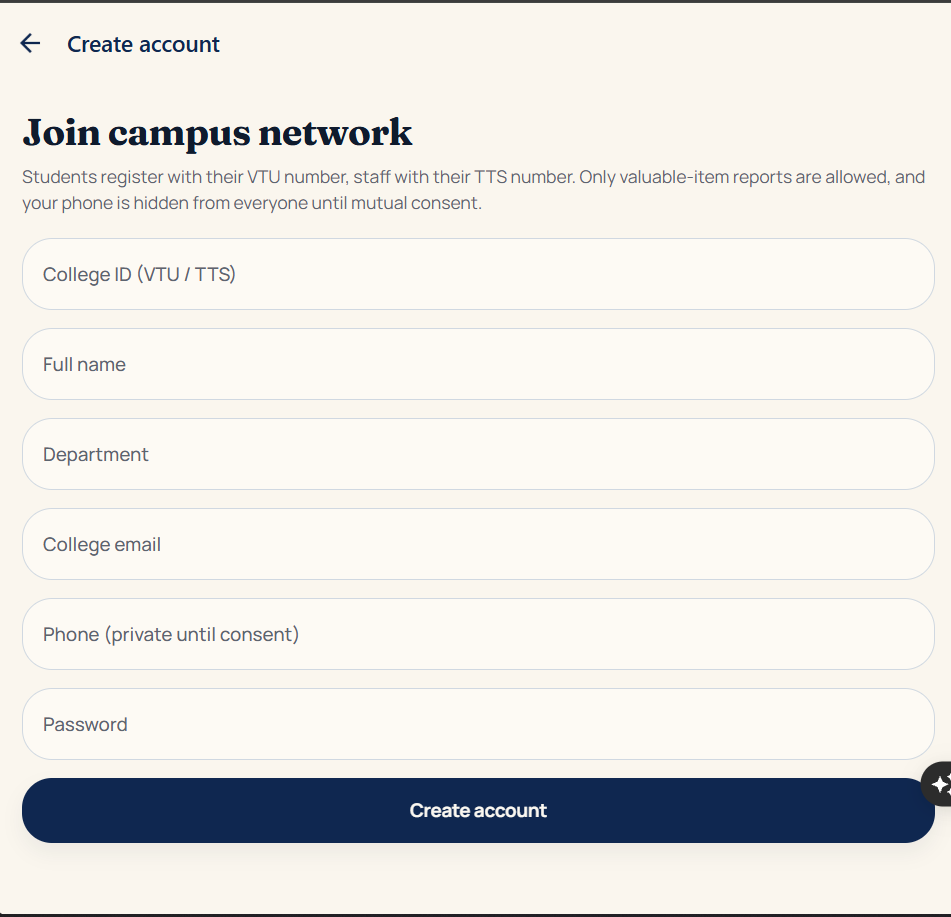 Create account
Join campus network
Students register with their VTU number, staff with their TTS number. Only valuable-item reports are allowed, and
your phone is hidden from everyone until mutual consent.
College ID (VTU / TTS)
Full name
Department
College email
Phone (private until consent)
Password
Create account